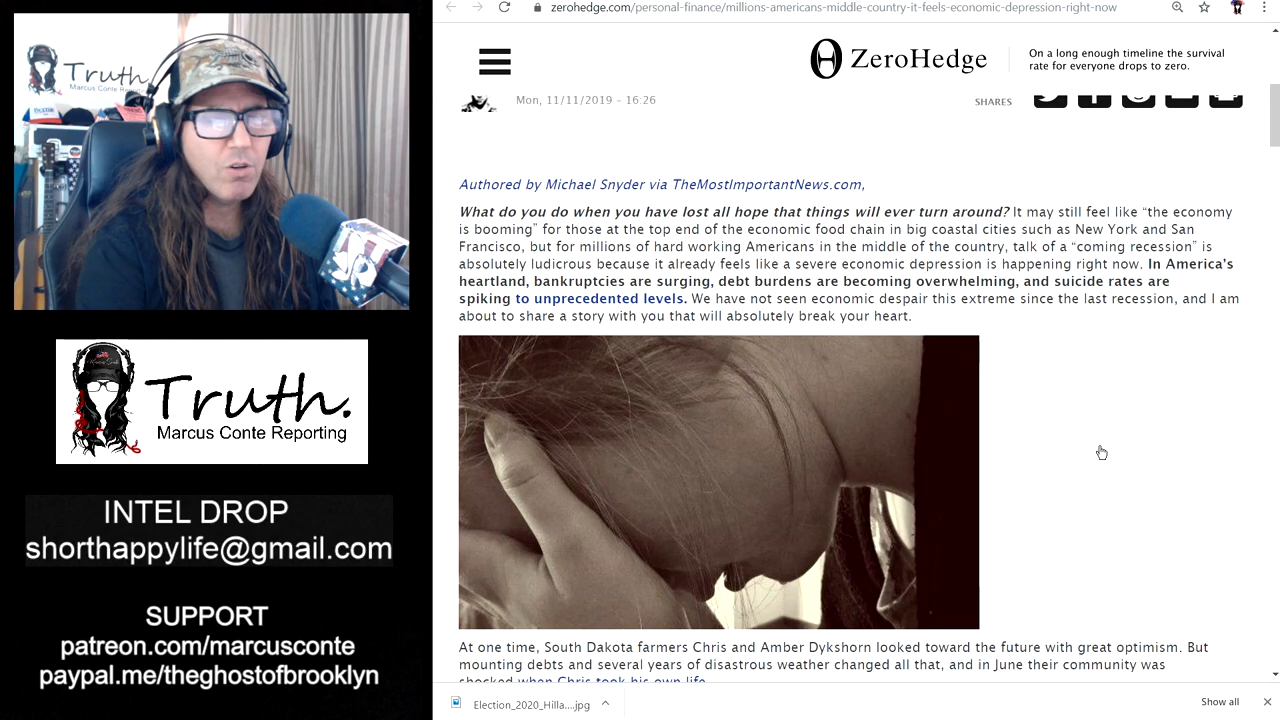 Truth.
Marcus Conte Reporting
Truth.
Marcus Conte Reporting
INTEL DROP
shorthappylife@gmail.com
SUPPORT
patreon.com/marcusconte
paypal.me/theghostofbrooklyn
zerohedge.com/personal-finance/millions-americans-middle-country-it-feels-economic-depression-right-now
ZeroHedge
On a long enough timeline the survival
rate for everyone drops to zero.
Mon, 11/11/2019 - 16:26
SHARES
Authored by Michael Snyder via TheMostImportantNews.com,
What do you do when you have lost all hope that things will ever turn around? It may still feel like “the economy
is booming” for those at the top end of the economic food chain in big coastal cities such as New York and San
Francisco, but for millions of hard working Americans in the middle of the country, talk of a “coming recession” is
absolutely ludicrous because it already feels like a severe economic depression is happening right now. In America’s
heartland, bankruptcies are surging, debt burdens are becoming overwhelming, and suicide rates are
spiking to unprecedented levels. We have not seen economic despair this extreme since the last recession, and I am
about to share a story with you that will absolutely break your heart.
At one time, South Dakota farmers Chris and Amber Dykshorn looked toward the future with great optimism. But
mounting debts and several years of disastrous weather changed all that, and in June their community was
shocked when Chris took his own life.
Election_2020_Hilla....jpg
Show all